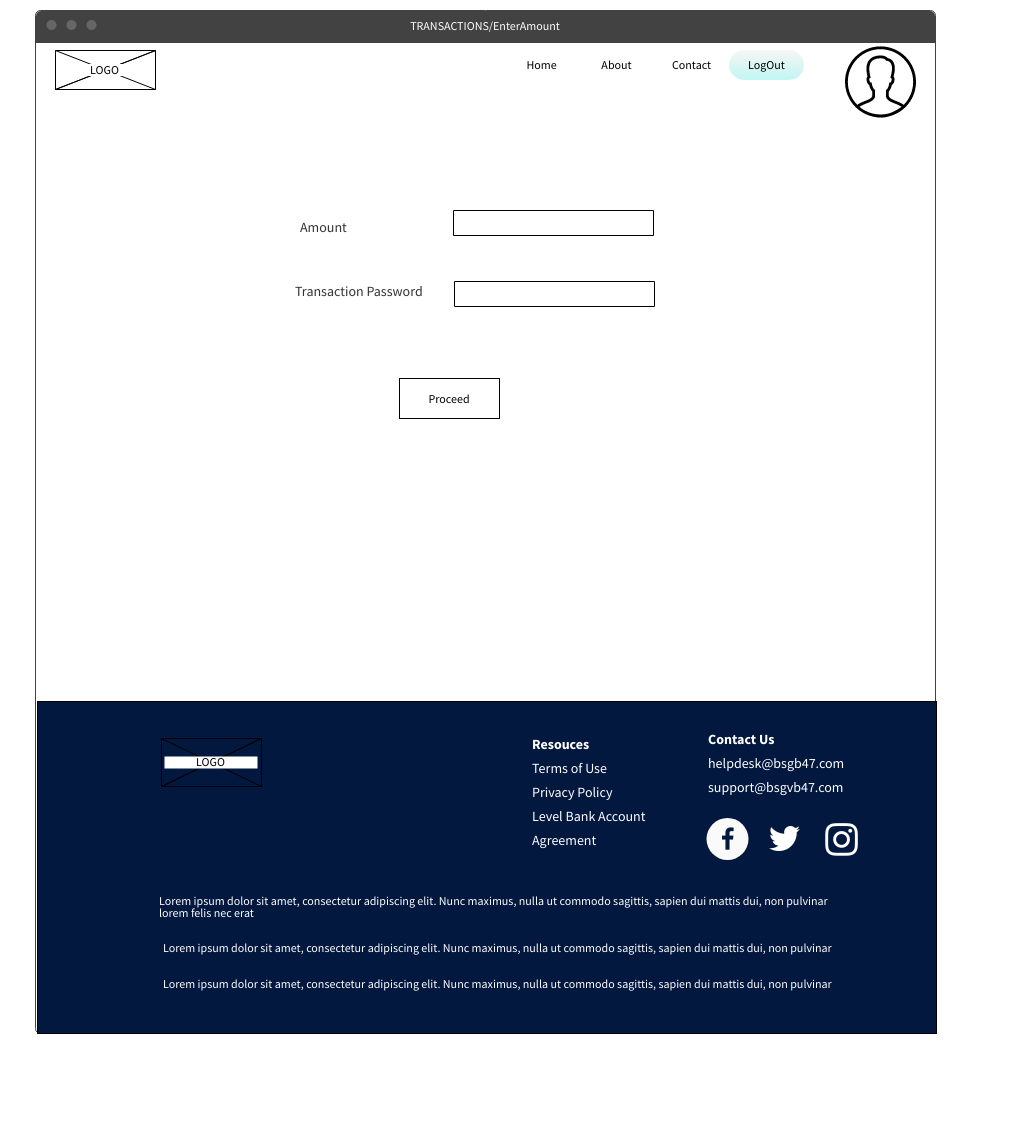 TRANSACTIONS/EnterAmount
LOGO
Home
About
Contact
LogOut
Amount
Transaction Password
Proceed
LOGO
Resouces
Terms of Use
Privacy Policy
Level Bank Account
Agreement
Contact Us
helpdesk@bsgb47.com
support@bsgvb47.com
Lorem ipsum dolor sit amet, consectetur adipiscing elit. Nunc maximus, nulla ut commodo sagittis, sapien dui mattis dui, non pulvinar
lorem felis nec erat
Lorem ipsum dolor sit amet, consectetur adipiscing elit. Nunc maximus, nulla ut commodo sagittis, sapien dui mattis dui, non pulvinar
Lorem ipsum dolor sit amet, consectetur adipiscing elit. Nunc maximus, nulla ut commodo sagittis, sapien dui mattis dui, non pulvinar